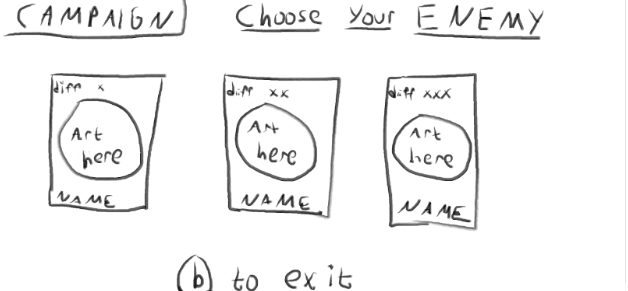 CAMPAIGN Choose Your ENEMY
diff x diff xx diff xxx
Art Art Art
here here here
NAME NAME NAME
b to exit